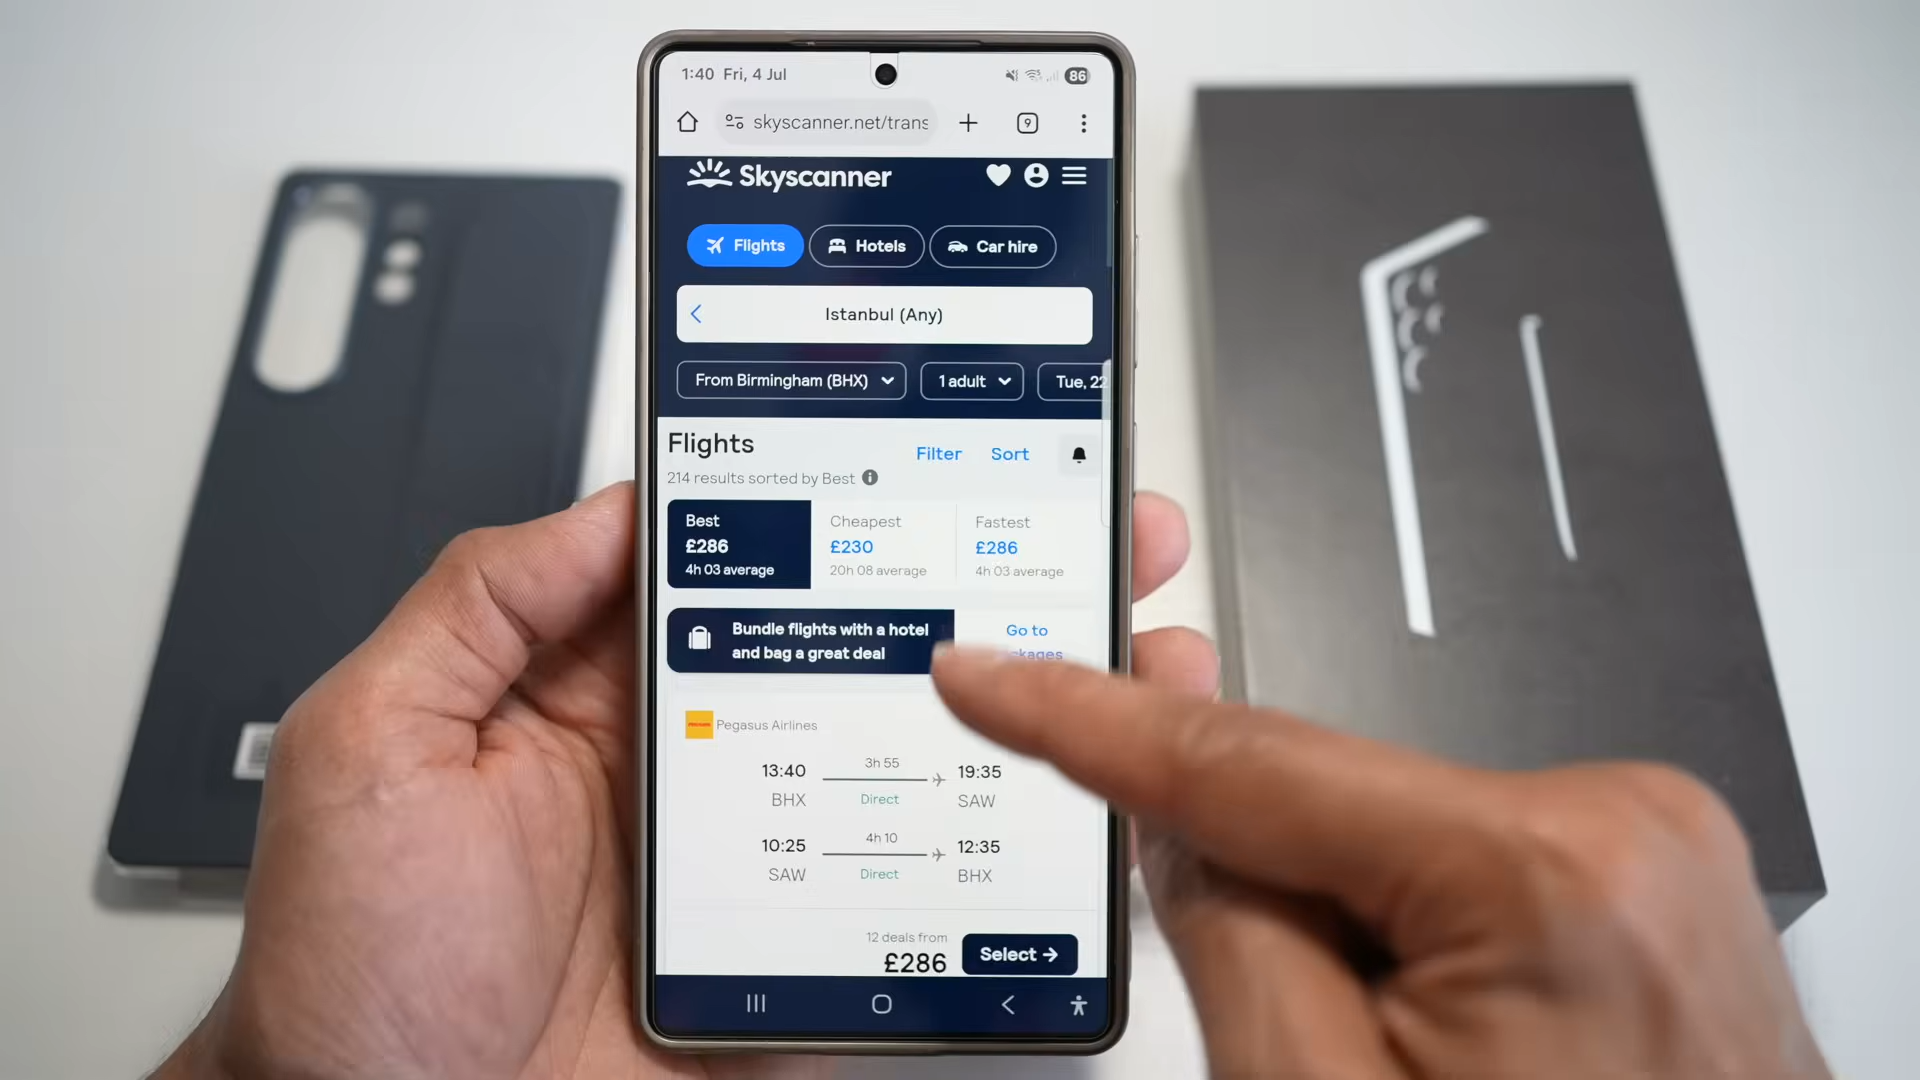 1:40 Fri, 4 Jul
86
skyscanner.net/trans
9
Skyscanner
Flights
Hotels
Car hire
Istanbul (Any)
From Birmingham (BHX)
1 adult
Tue, 22
Flights
Filter
Sort
214 results sorted by Best
Best
£286
4h 03 average
Cheapest
£230
20h 08 average
Fastest
£286
4h 03 average
Bundle flights with a hotel
and bag a great deal
Go to
Pegasus Airlines
13:40
3h 55
19:35
BHX
Direct
SAW
10:25
4h 10
12:35
SAW
Direct
BHX
12 deals from
£286
Select